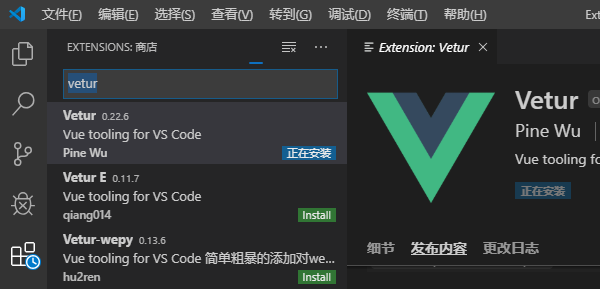 文件(F) 编辑(E) 选择(S) 查看(V) 转到(G) 调试(D) 终端(T) 帮助(H)
EXTENSIONS: 商店
Extension: Vetur
vetur
Vetur 0.22.6
Vue tooling for VS Code
Pine Wu 正在安装
Vetur E 0.11.7
Vue tooling for VS Code
qiang014 Install
Vetur-wepy 0.13.6
Vue tooling for VS Code 简单粗暴的添加对we...
hu2ren Install
Vetur
Pine Wu
Vue tooling fo
正在安装
细节 发布内容 更改日志